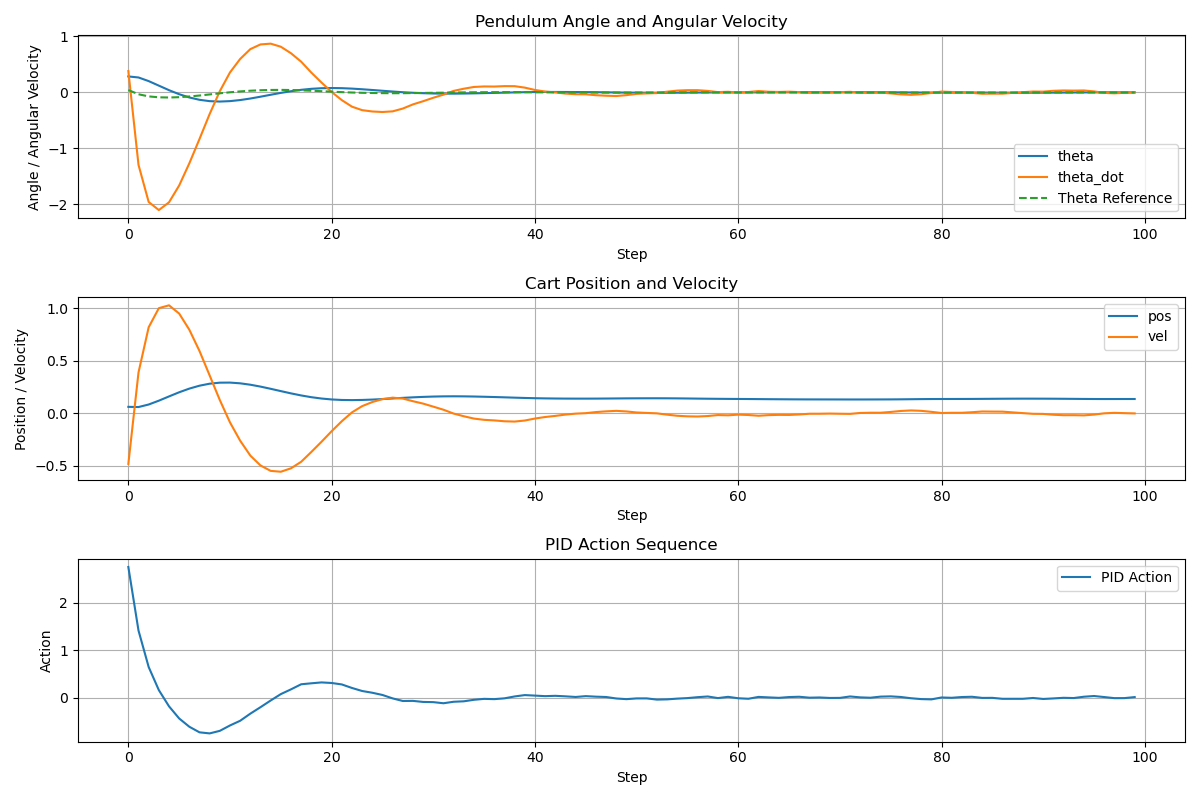 Pendulum Angle and Angular Velocity
Angle / Angular Velocity
1
0
−1
−2
theta
theta_dot
Theta Reference
0
20
40
60
80
100
Step
Cart Position and Velocity
Position / Velocity
1.0
0.5
0.0
−0.5
pos
vel
0
20
40
60
80
100
Step
PID Action Sequence
Action
2
1
0
PID Action
0
20
40
60
80
100
Step